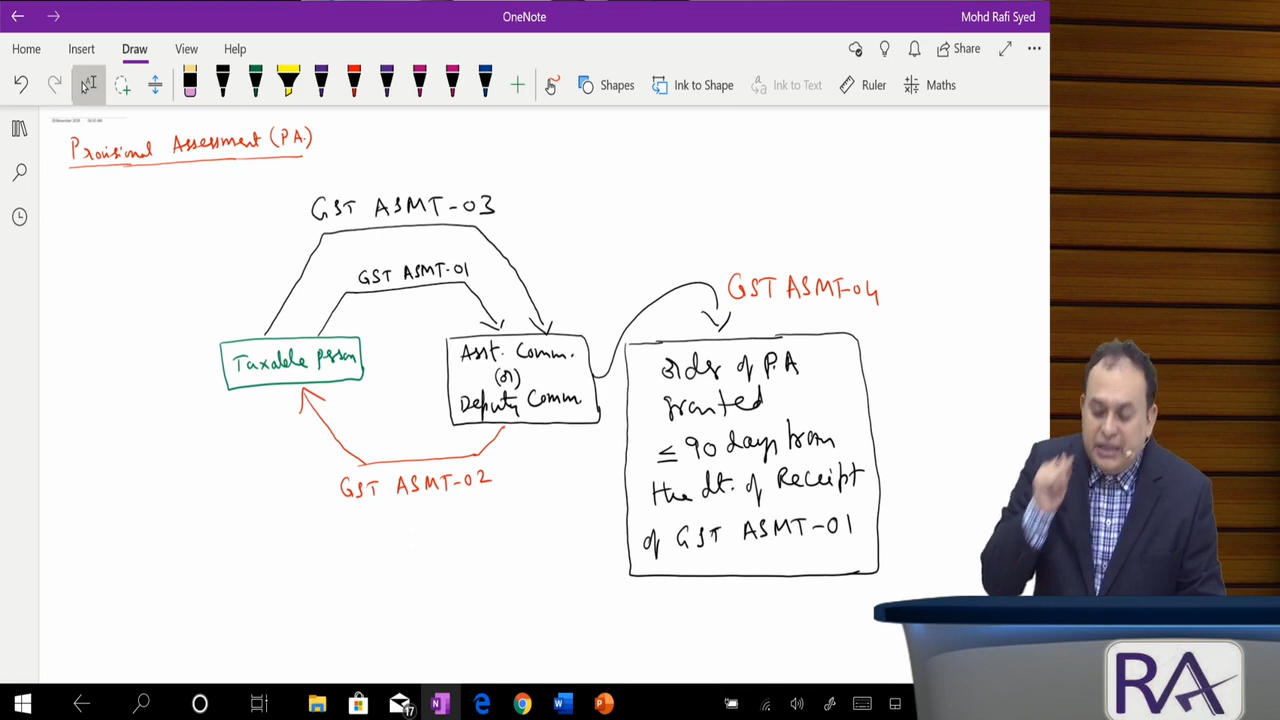 OneNote
Mohd Rafi Syed
Home Insert Draw View Help
Share
Shapes
Ink to Shape
Ink to Text
Ruler
Maths
Provisional Assessment (P.A.)
GST ASMT-03
GST ASMT-01
GST ASMT-04
Taxable person
Asst. Comm.
(or)
Deputy Comm.
GST ASMT-02
order of P.A
granted
≤ 90 days from
the dt. of Receipt
of GST ASMT-01
RA
17